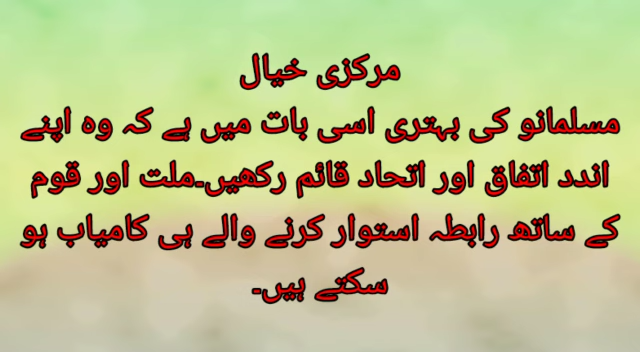 مرکزی خیال
مسلمانو کی بہتری اسی بات میں ہے کہ وہ اپنے
اندد اتفاق اور اتحاد قائم رکھیں۔ملت اور قوم
کے ساتھ رابطہ استوار کرنے والے ہی کامیاب ہو
سکتے ہیں۔